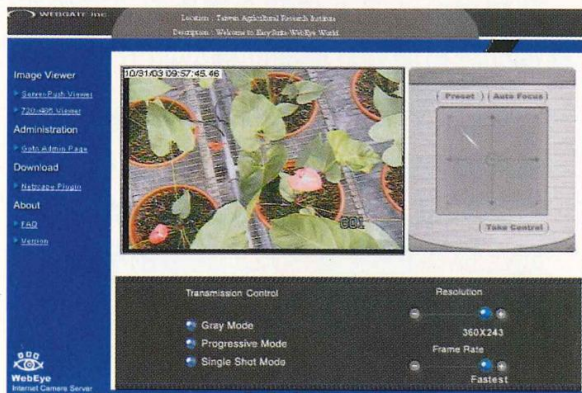 WEBGATE INC.
Location : Taiwan Agricultural Research Institute
Description : Welcome to EasySuite-WebEye World
Image Viewer
Server-Push Viewer
720x486 Viewer
Administration
Goto Admin Page
Download
Netscape Plugin
About
FAQ
Version
WebEye
Internet Camera Server
10/31/03 09:57:45.46
C01
Preset
Auto Focus
Take Control
Transmission Control
Gray Mode
Progressive Mode
Single Shot Mode
Resolution
360X243
Frame Rate
Fastest